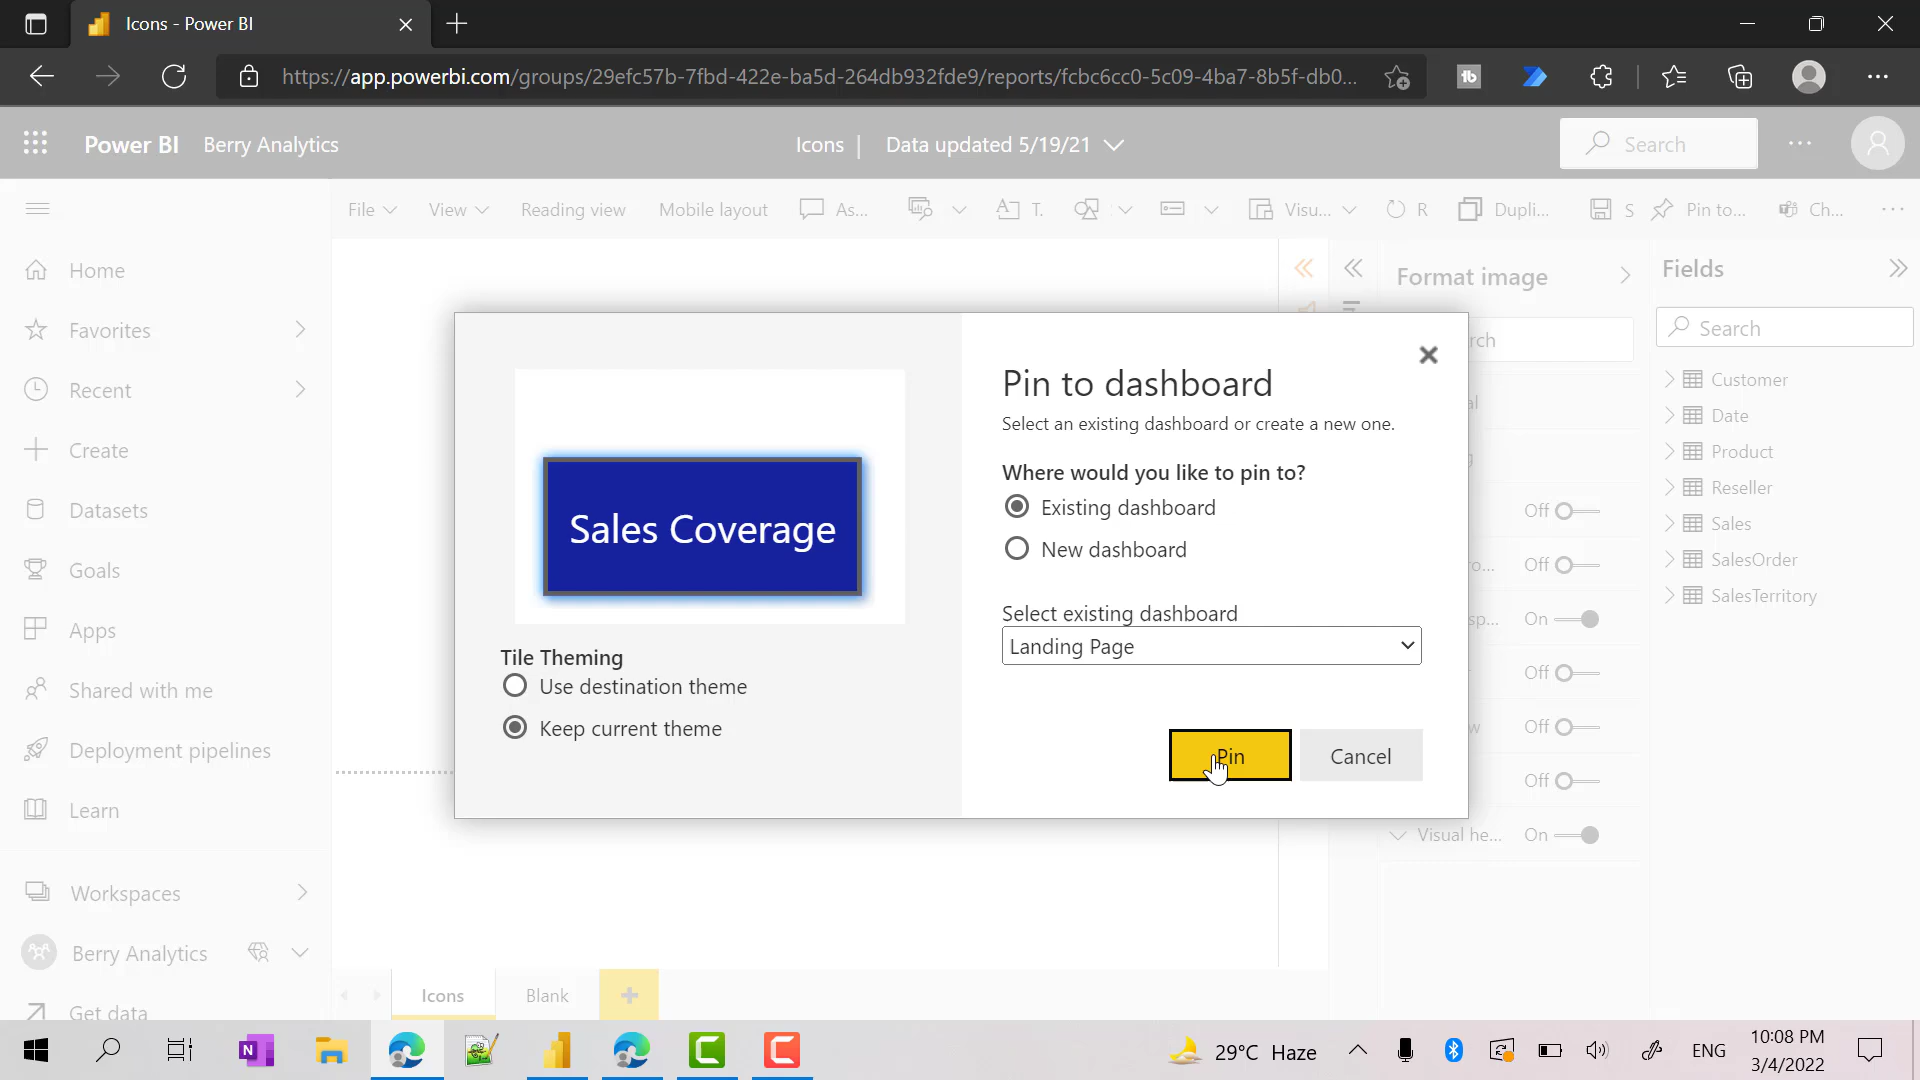 Icons - Power BI
https://app.powerbi.com/groups/29efc57b-7fbd-422e-ba5d-264db932fde9/reports/fcbc6cc0-5c09-4ba7-8b5f-db0...
Power BI Berry Analytics
Icons | Data updated 5/19/21
Search
File View Reading view Mobile layout As... T. Visu... R Dupli... S Pin to... Ch...
Home
Favorites
Recent
Create
Datasets
Goals
Apps
Shared with me
Deployment pipelines
Learn
Workspaces
Berry Analytics
Get data
Sales Coverage
Tile Theming
Use destination theme
Keep current theme
Pin to dashboard
Select an existing dashboard or create a new one.
Where would you like to pin to?
Existing dashboard
New dashboard
Select existing dashboard
Landing Page
Pin Cancel
Format image
Off
Off
On
Off
Off
Off
Visual he... On
Fields
Search
Customer
Date
Product
Reseller
Sales
SalesOrder
SalesTerritory
Icons Blank
29°C Haze
ENG
10:08 PM
3/4/2022